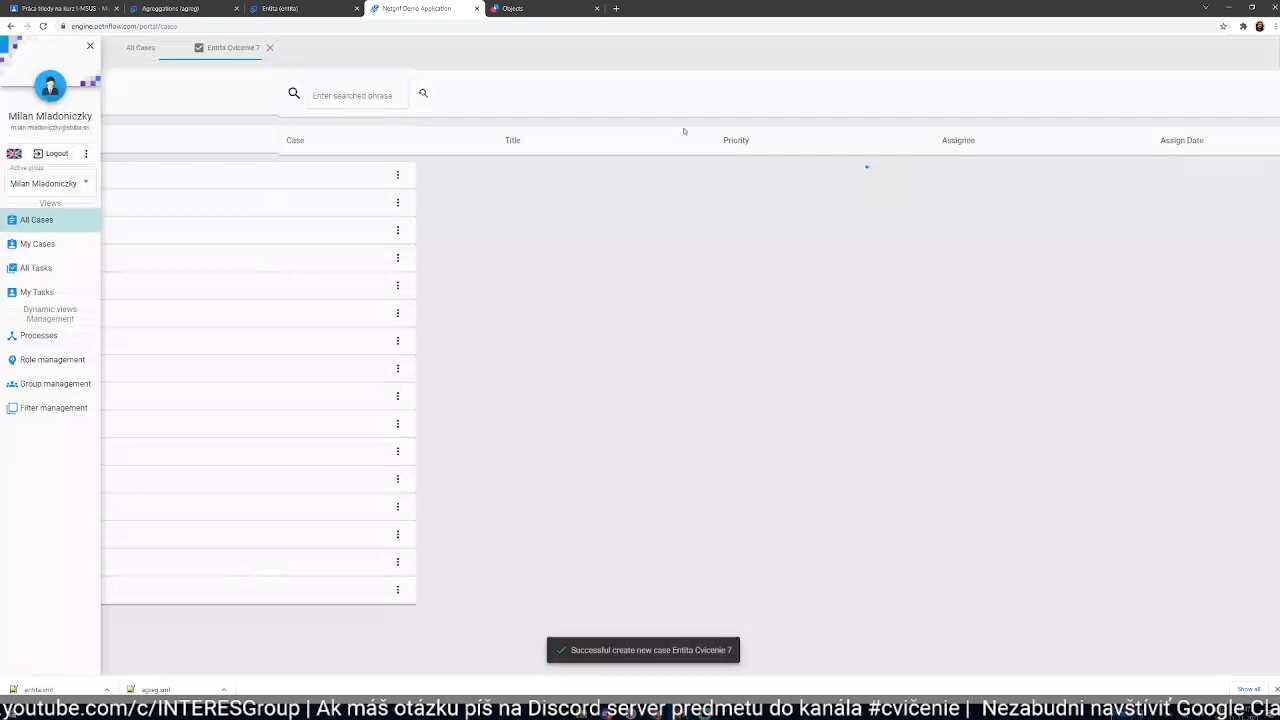 Práca triedy na kurz I-MSUS - M
Agreggations (agreg)
Entita (entita)
Netgrif Demo Application
Objects
engine.petriflow.com/portal/cases
All Cases
Entita Cvicenie 7
Enter searched phrase
Milan Mladoniczky
milan.mladoniczky@stuba.sk
Case
Title
Priority
Assignee
Assign Date
Logout
Active group
Milan Mladoniczky
Views
All Cases
My Cases
All Tasks
My Tasks
Dynamic views
Management
Processes
Role management
Group management
Filter management
Successful create new case Entita Cvicenie 7
entita.xml
agreg.xml
Show all
youtube.com/c/INTERESGroup | Ak máš otázku píš na Discord server predmetu do kanála #cvičenie | Nezabudni navštíviť Google Cla